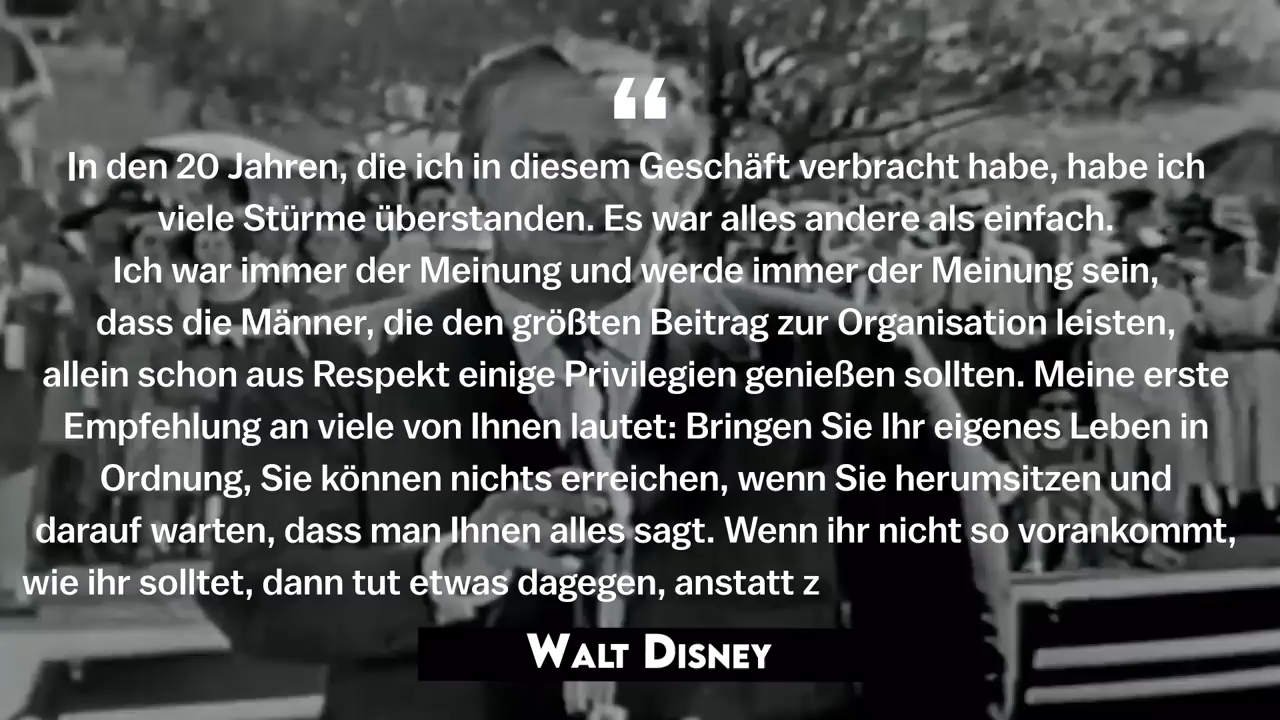 “
In den 20 Jahren, die ich in diesem Geschäft verbracht habe, habe ich
viele Stürme überstanden. Es war alles andere als einfach.
Ich war immer der Meinung und werde immer der Meinung sein,
dass die Männer, die den größten Beitrag zur Organisation leisten,
allein schon aus Respekt einige Privilegien genießen sollten. Meine erste
Empfehlung an viele von Ihnen lautet: Bringen Sie Ihr eigenes Leben in
Ordnung, Sie können nichts erreichen, wenn Sie herumsitzen und
darauf warten, dass man Ihnen alles sagt. Wenn ihr nicht so vorankommt,
wie ihr solltet, dann tut etwas dagegen, anstatt z
WALT DISNEY